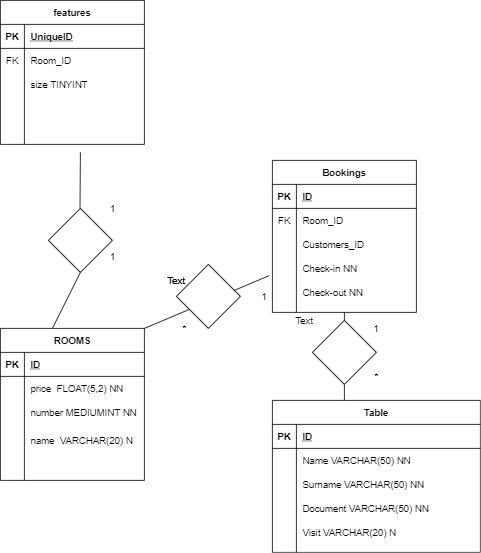 features
PK UniqueID
FK Room_ID
size TINYINT
1
1
Bookings
PK ID
FK Room_ID
Customers_ID
Check-in NN
Check-out NN
Text
1
*
Text
1
*
ROOMS
PK ID
price FLOAT(5,2) NN
number MEDIUMINT NN
name VARCHAR(20) N
Table
PK ID
Name VARCHAR(50) NN
Surname VARCHAR(50) NN
Document VARCHAR(50) NN
Visit VARCHAR(20) N